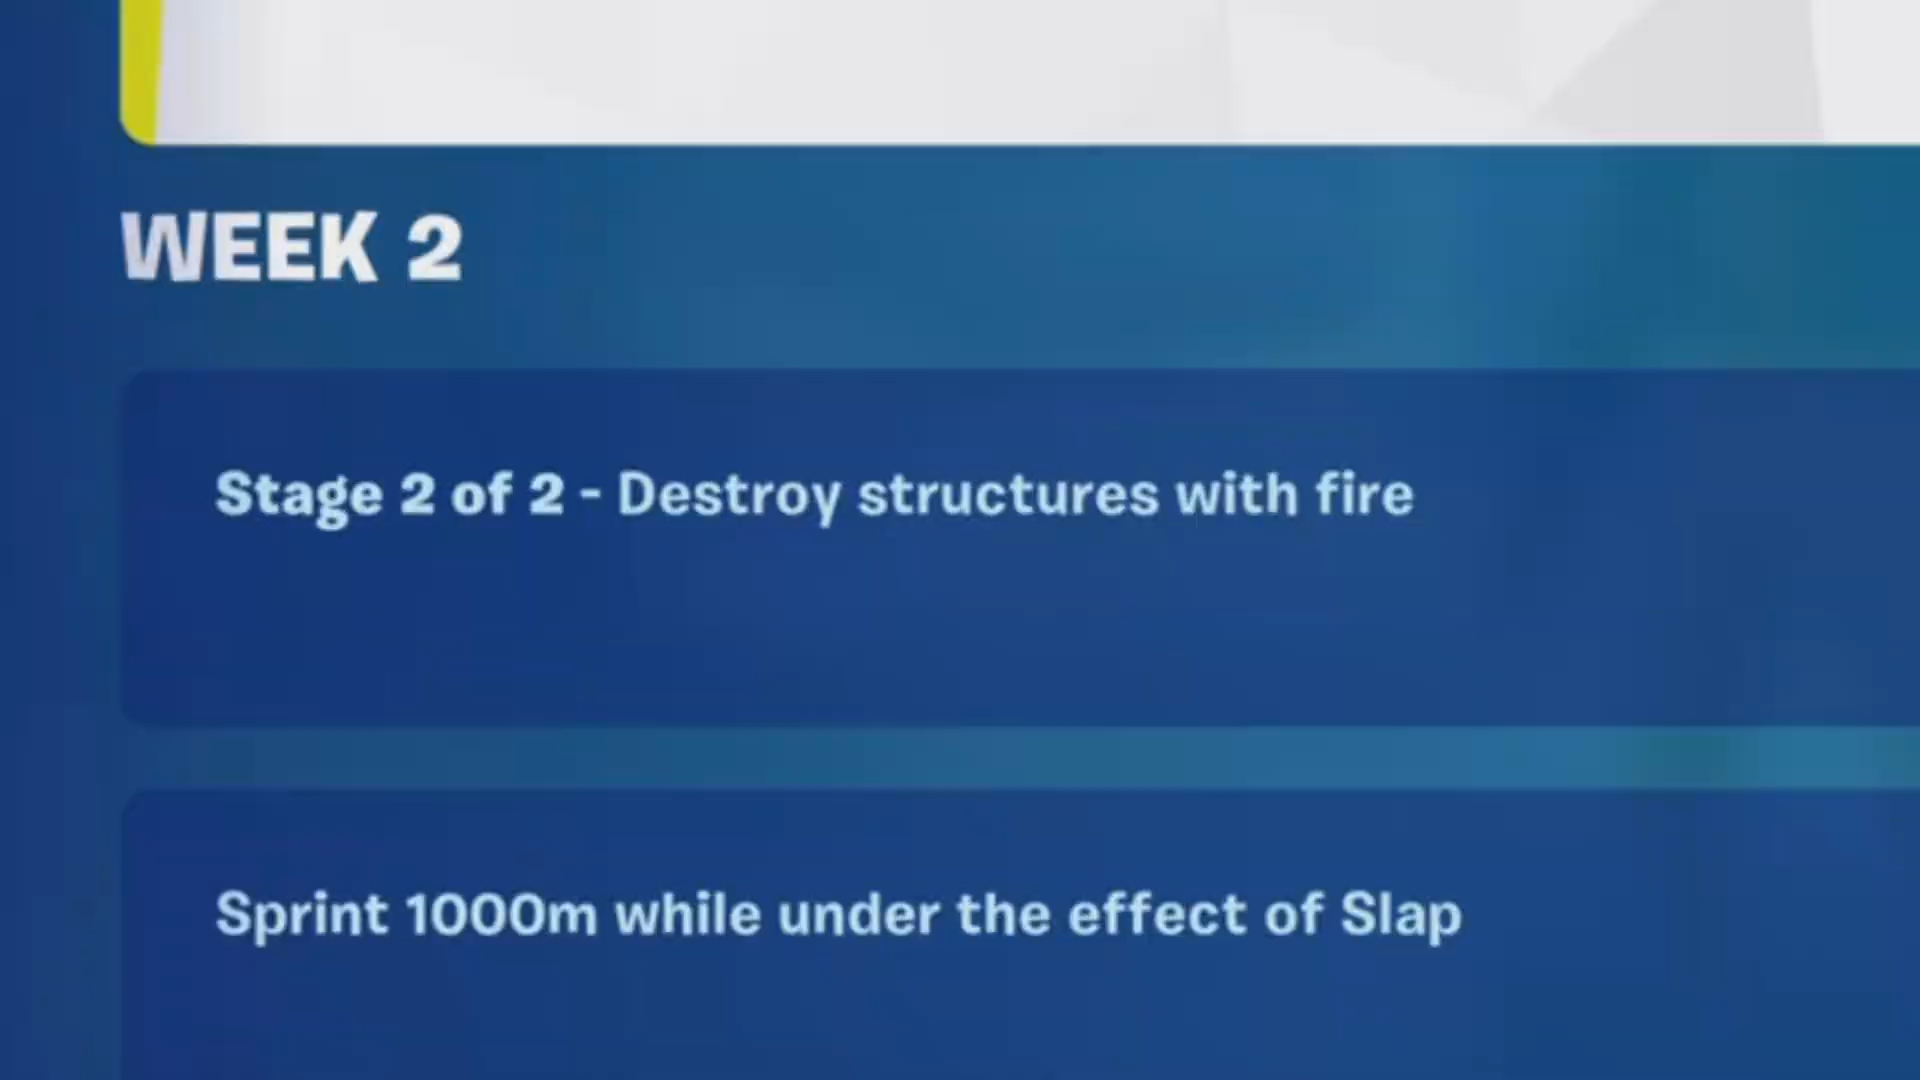 WEEK 2
Stage 2 of 2 - Destroy structures with fire
Sprint 1000m while under the effect of Slap